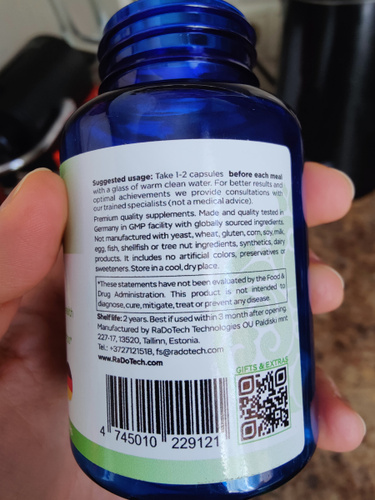 Suggested usage: Take 1-2 capsules before each meal
with a glass of warm clean water. For better results and
optimal achievements we provide consultations with
our trained specialists (not a medical advice).
Premium quality supplements. Made and quality tested in
Germany in GMP facility with globally sourced ingredients.
Not manufactured with yeast, wheat, gluten, corn, soy, milk,
egg, fish, shellfish or tree nut ingredients, synthetics, dairy
products. It includes no artificial colors, preservatives or
sweeteners. Store in a cool, dry place.
*These statements have not been evaluated by the Food &
Drug Administration. This product is not intended to
diagnose, cure, mitigate, treat or prevent any disease.
Shelf life: 2 years. Best if used within 3 month after opening.
Manufactured by RaDoTech Technologies OU Paldiski mnt.
227-17, 13520, Tallinn, Estonia.
Tel.: +3727121518, fs@radotech.com
www.RaDoTech.com
GIFTS & EXTRAS
4 745010 229121